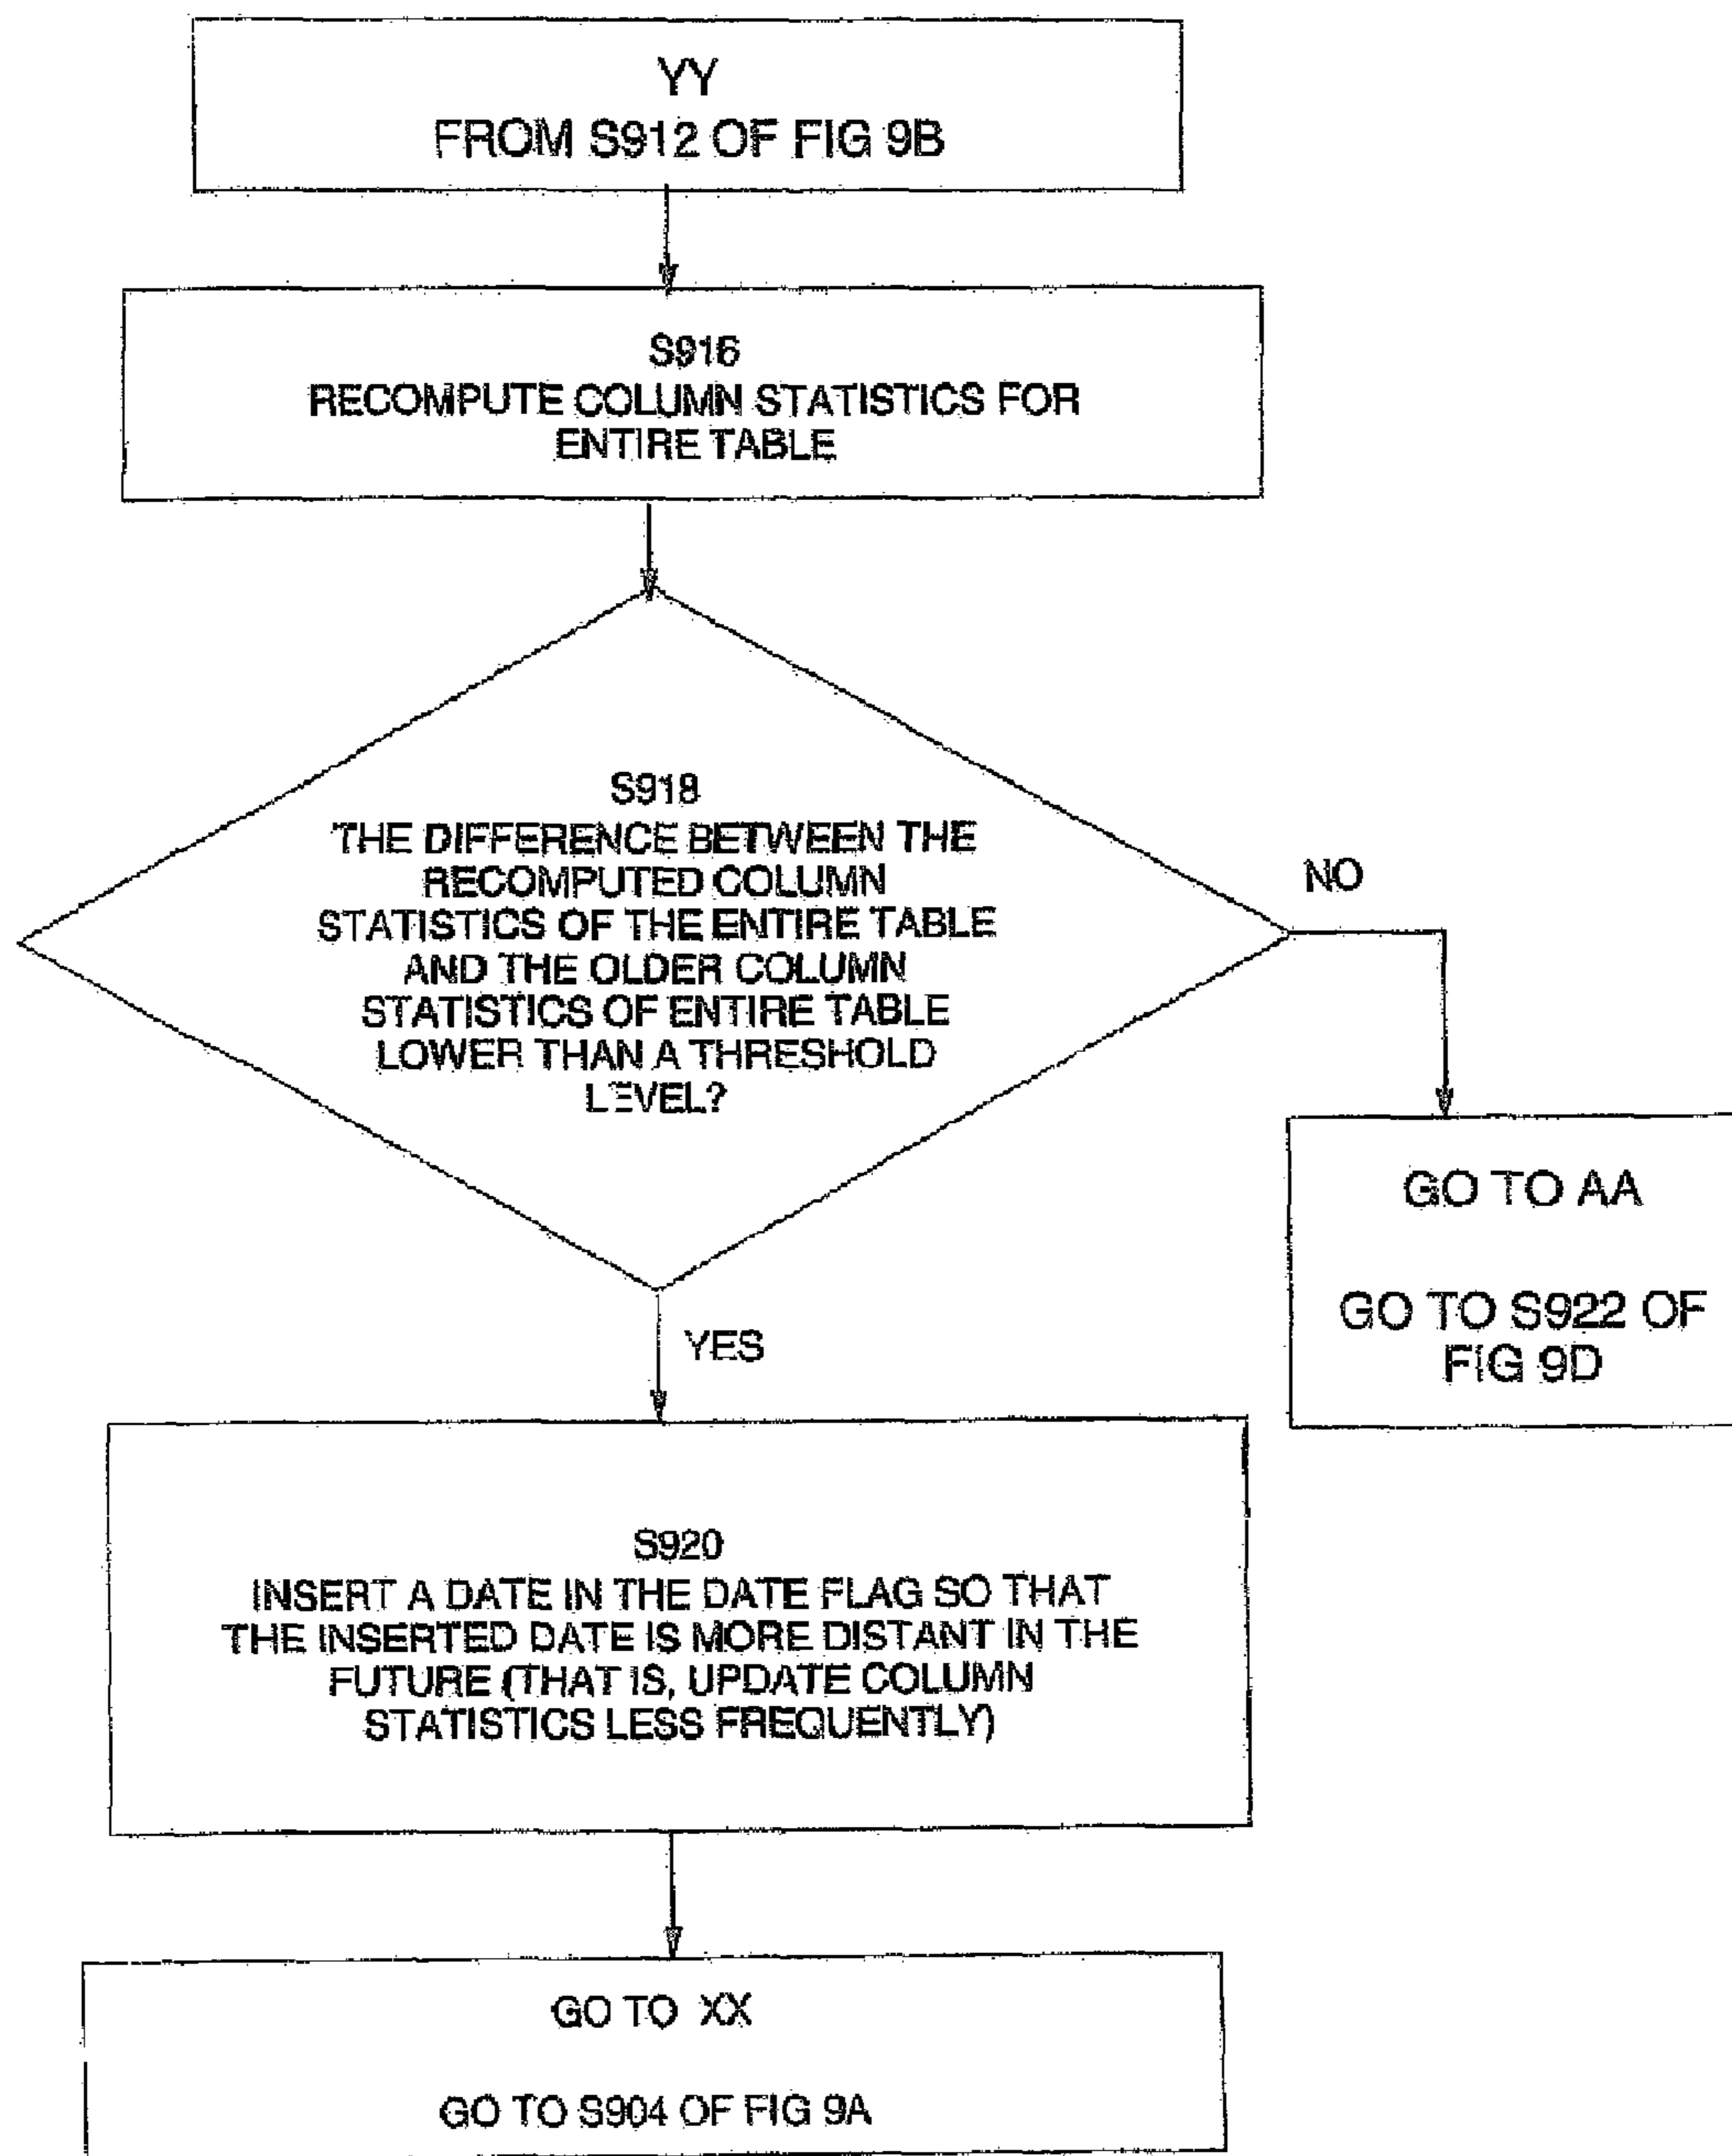 YY
FROM S912 OF FIG 9B
S916
RECOMPUTE COLUMN STATISTICS FOR
ENTIRE TABLE
S918
THE DIFFERENCE BETWEEN THE
RECOMPUTED COLUMN
STATISTICS OF THE ENTIRE TABLE
AND THE OLDER COLUMN
STATISTICS OF ENTIRE TABLE
LOWER THAN A THRESHOLD
LEVEL?
NO
GO TO AA
GO TO S922 OF
FIG 9D
YES
S920
INSERT A DATE IN THE DATE FLAG SO THAT
THE INSERTED DATE IS MORE DISTANT IN THE
FUTURE (THAT IS, UPDATE COLUMN
STATISTICS LESS FREQUENTLY)
GO TO XX
GO TO S904 OF FIG 9A